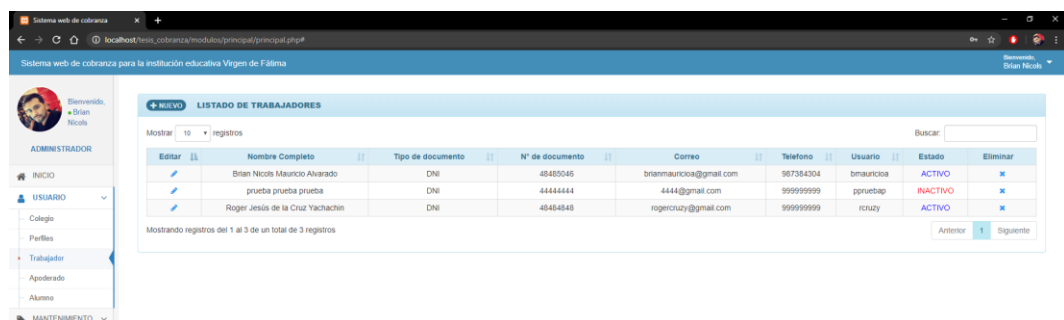 Sistema web de cobranza
localhost/tesis_cobranza/modulos/principal/principal.php#
Sistema web de cobranza para la institución educativa Virgen de Fátima
Bienvenido,
Brian Nicols
Bienvenido,
Brian
Nicols
ADMINISTRADOR
INICIO
USUARIO
Colegio
Perfiles
Trabajador
Apoderado
Alumno
MANTENIMIENTO
NUEVO LISTADO DE TRABAJADORES
Mostrar 10 registros Buscar:
Editar Nombre Completo Tipo de documento N° de documento Correo Telefono Usuario Estado Eliminar
Brian Nicols Mauricio Alvarado DNI 48485046 brianmauricioa@gmail.com 987384304 bmauricioa ACTIVO
prueba prueba prueba DNI 44444444 4444@gmail.com 999999999 ppruebap INACTIVO
Roger Jesús de la Cruz Yachachin DNI 48484848 rogercruzy@gmail.com 999999999 rcruzy ACTIVO
Mostrando registros del 1 al 3 de un total de 3 registros
Anterior 1 Siguiente